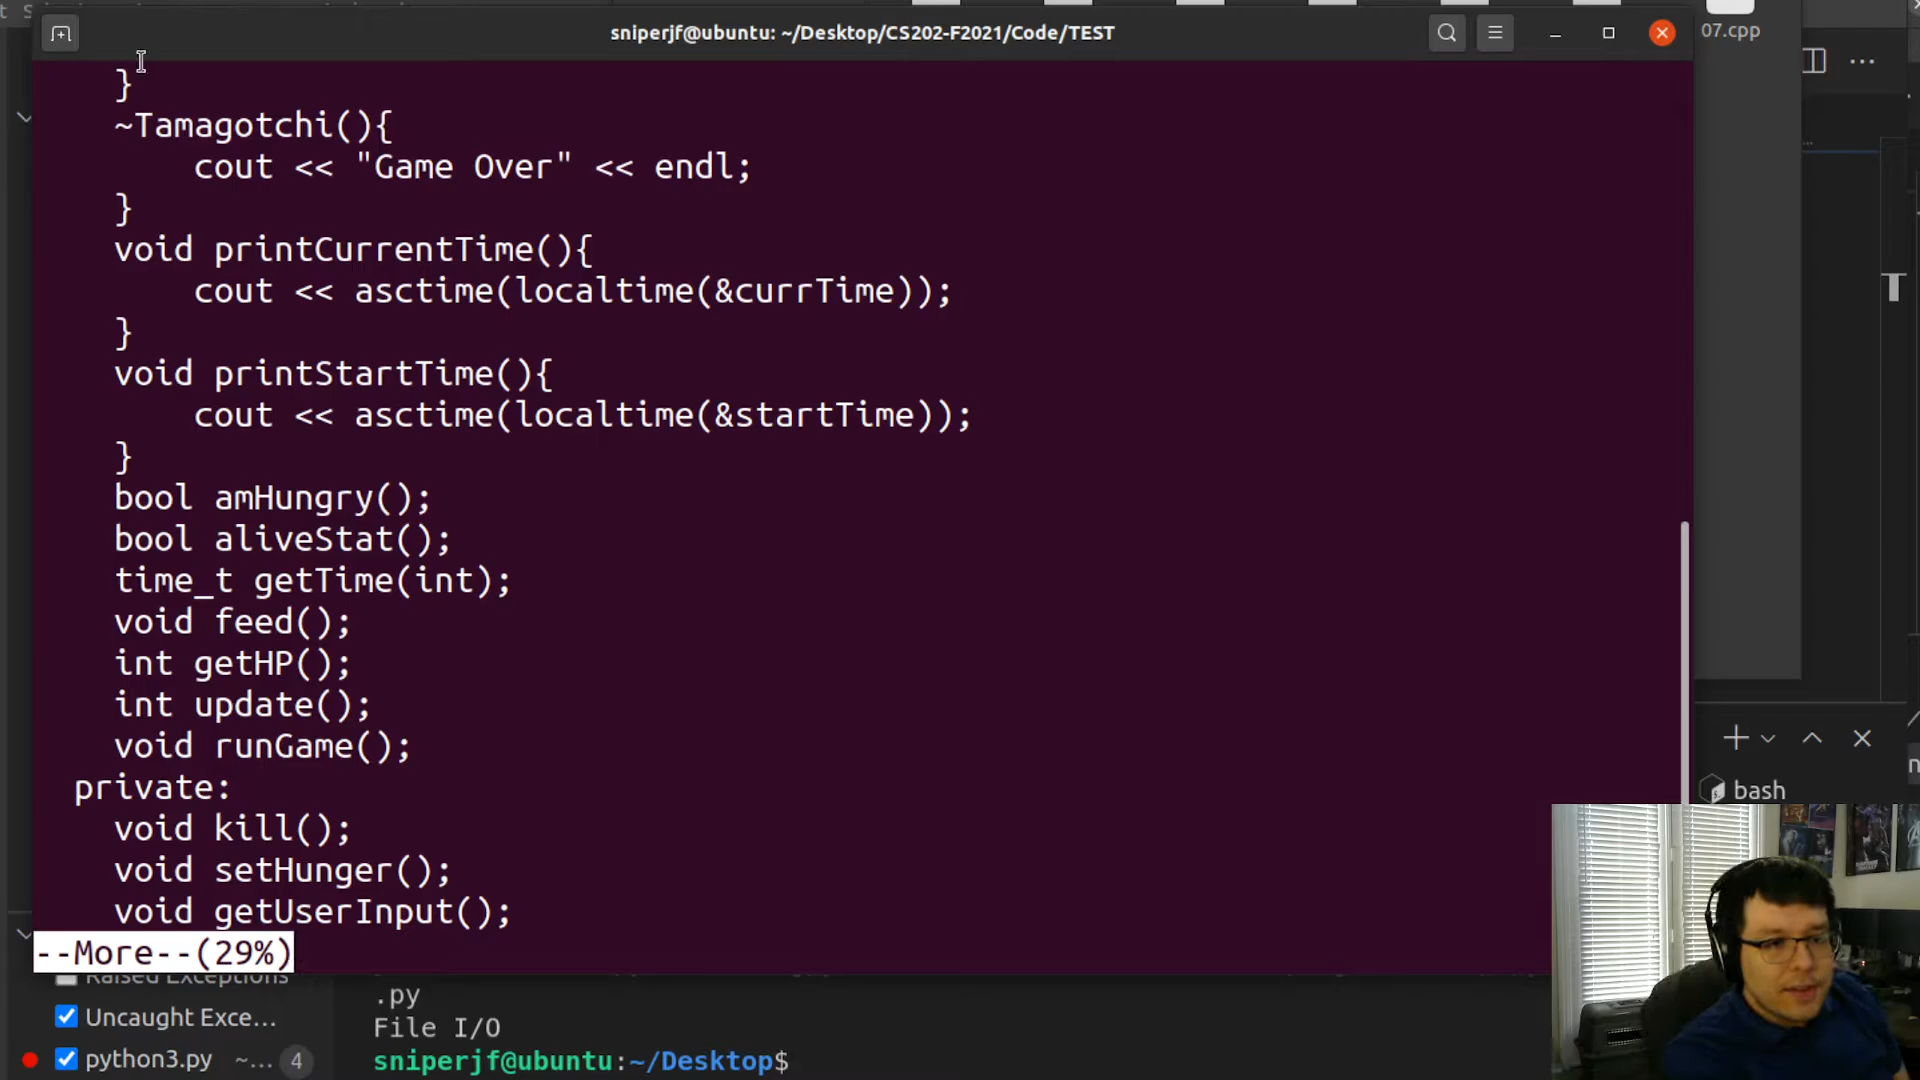 sniperjf@ubuntu: ~/Desktop/CS202-F2021/Code/TEST
07.cpp
}
~Tamagotchi(){
cout << "Game Over" << endl;
}
void printCurrentTime(){
cout << asctime(localtime(&currTime));
}
void printStartTime(){
cout << asctime(localtime(&startTime));
}
bool amHungry();
bool aliveStat();
time_t getTime(int);
void feed();
int getHP();
int update();
void runGame();
private:
void kill();
void setHunger();
void getUserInput();
--More--(29%)
bash
Raised Exceptions
Uncaught Exce...
python3.py ~... 4
.py
File I/O
sniperjf@ubuntu:~/Desktop$